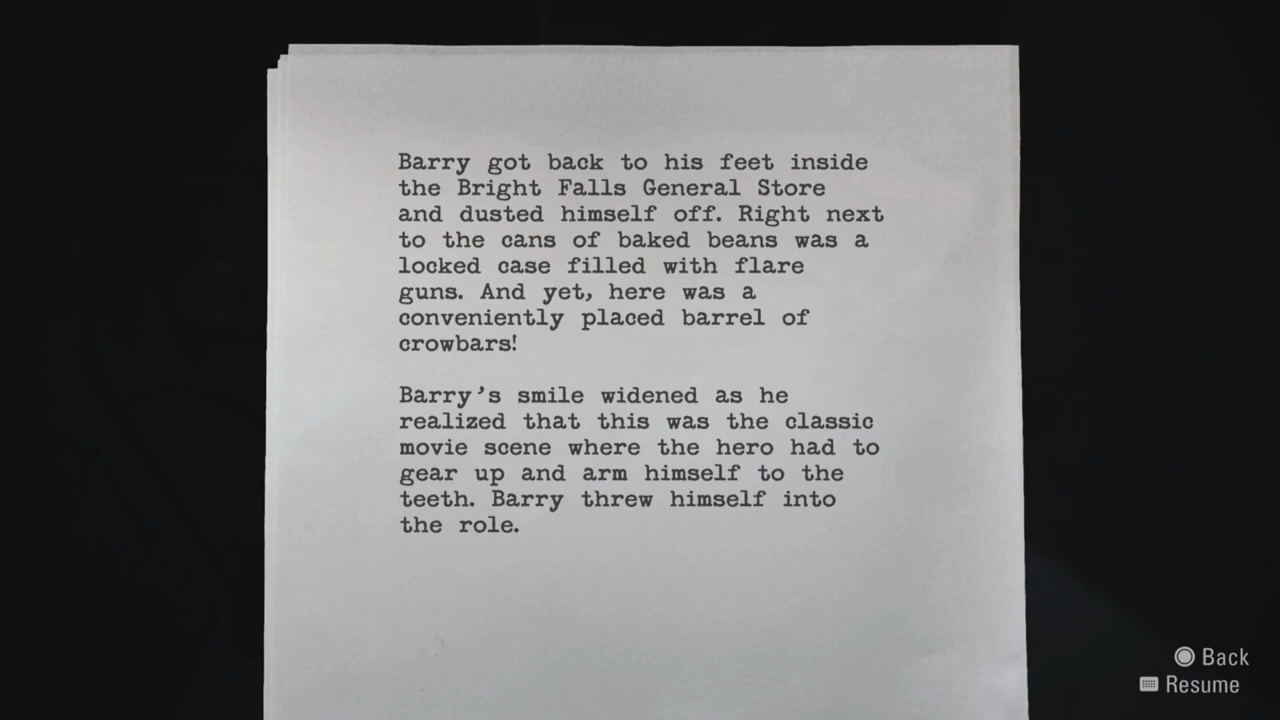 Barry got back to his feet inside
the Bright Falls General Store
and dusted himself off. Right next
to the cans of baked beans was a
locked case filled with flare
guns. And yet, here was a
conveniently placed barrel of
crowbars!
Barry's smile widened as he
realized that this was the classic
movie scene where the hero had to
gear up and arm himself to the
teeth. Barry threw himself into
the role.
Back
Resume